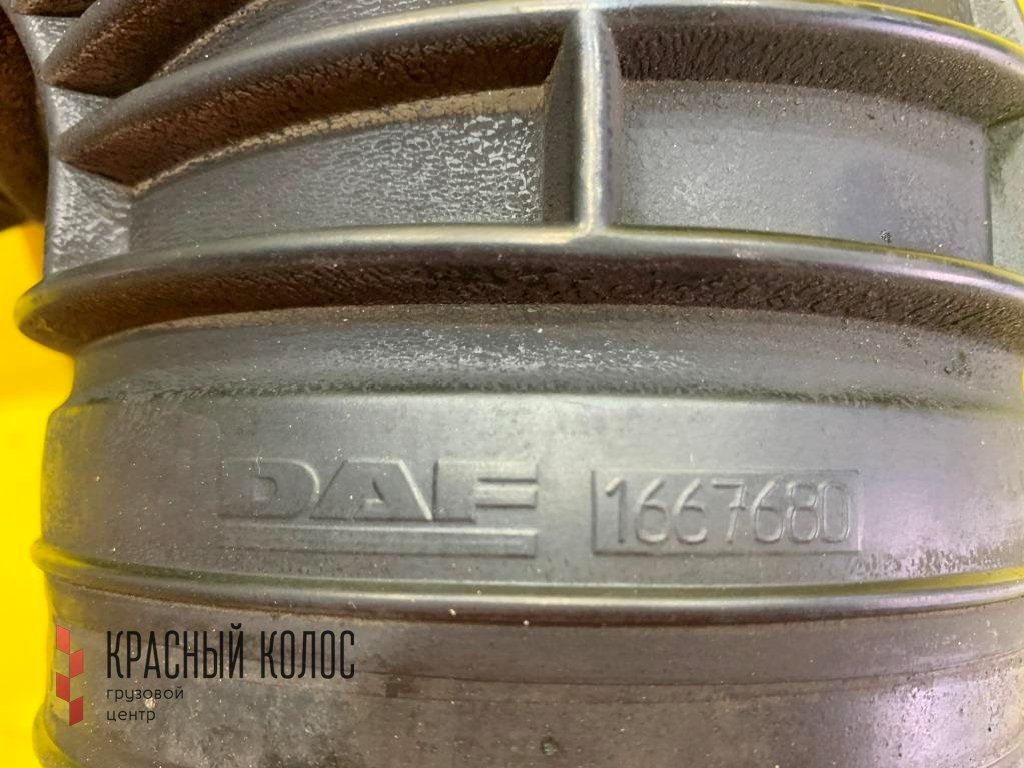 DAF 1667680
КРАСНЫЙ КОЛОС
грузовой
центр